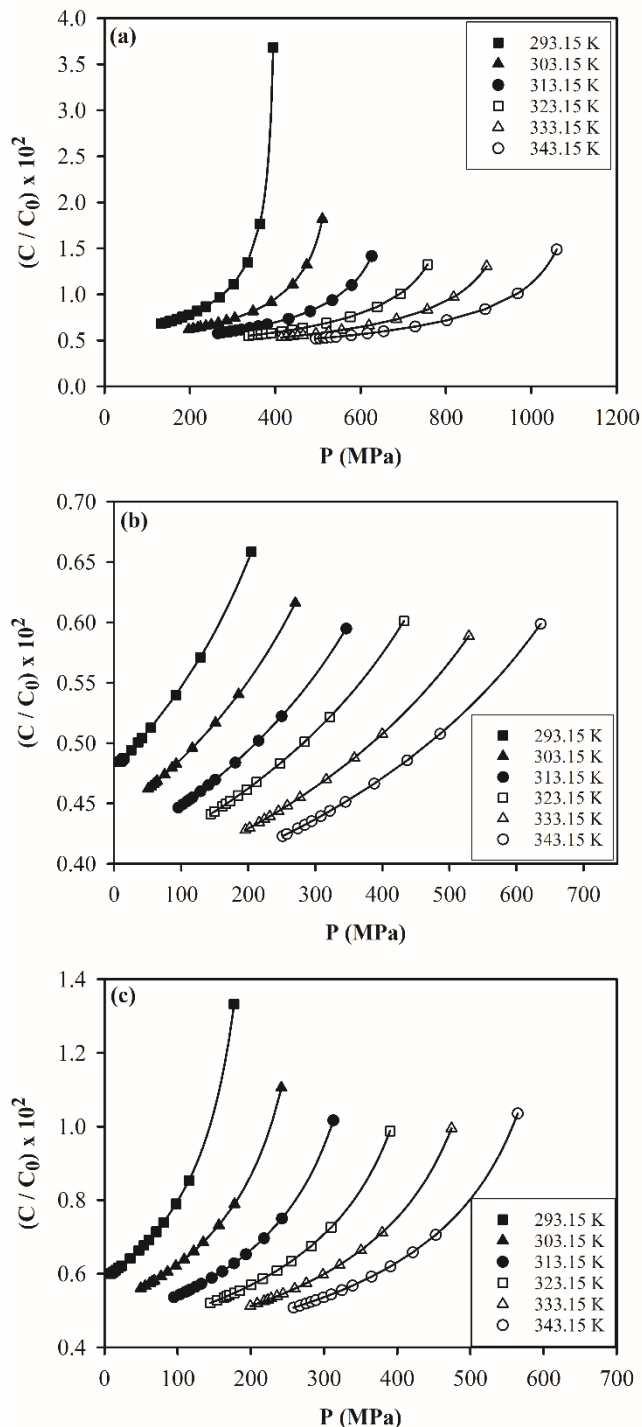 (a)
293.15 K
303.15 K
313.15 K
323.15 K
333.15 K
343.15 K
(C / C0) x 10²
4.0
3.5
3.0
2.5
2.0
1.5
1.0
0.5
0.0
200 400 600 800 1000 1200
P (MPa)
(b)
(C / C0) x 10²
0.70
0.65
0.60
0.55
0.50
0.45
0.40
293.15 K
303.15 K
313.15 K
323.15 K
333.15 K
343.15 K
0 100 200 300 400 500 600 700
P (MPa)
(c)
(C / C0) x 10²
1.4
1.2
1.0
0.8
0.6
0.4
293.15 K
303.15 K
313.15 K
323.15 K
333.15 K
343.15 K
0 100 200 300 400 500 600 700
P (MPa)